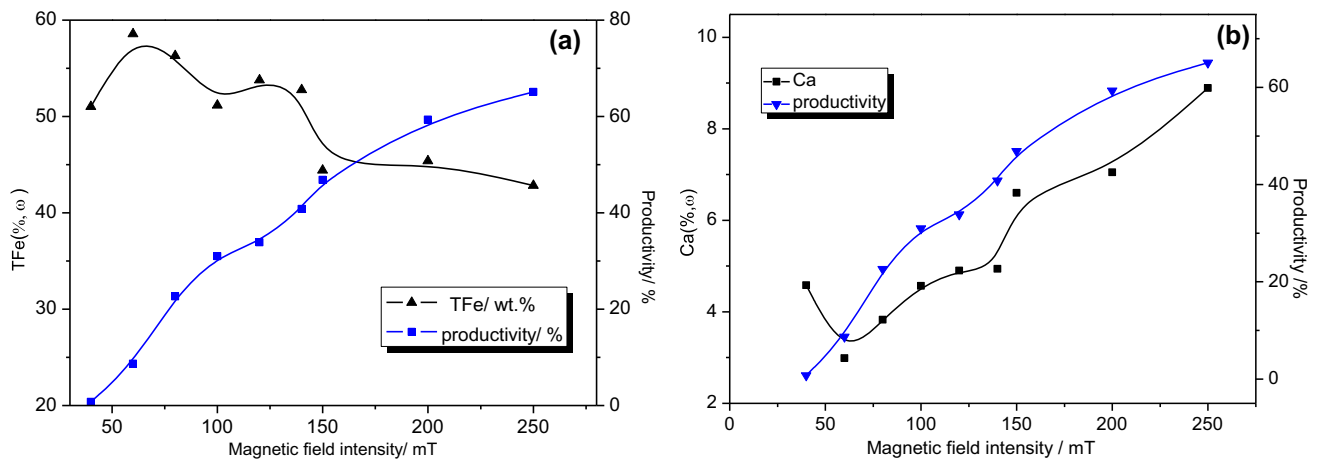 (a)
60
50
40
30
20
TFe(%, ω)
80
60
40
20
0
Productivity / %
TFe/ wt.%
productivity/ %
50
100
150
200
250
Magnetic field intensity/ mT
(b)
10
8
6
4
2
Ca(%,ω)
60
40
20
0
Productivity /%
Ca
productivity
0
50
100
150
200
250
Magnetic field intensity / mT